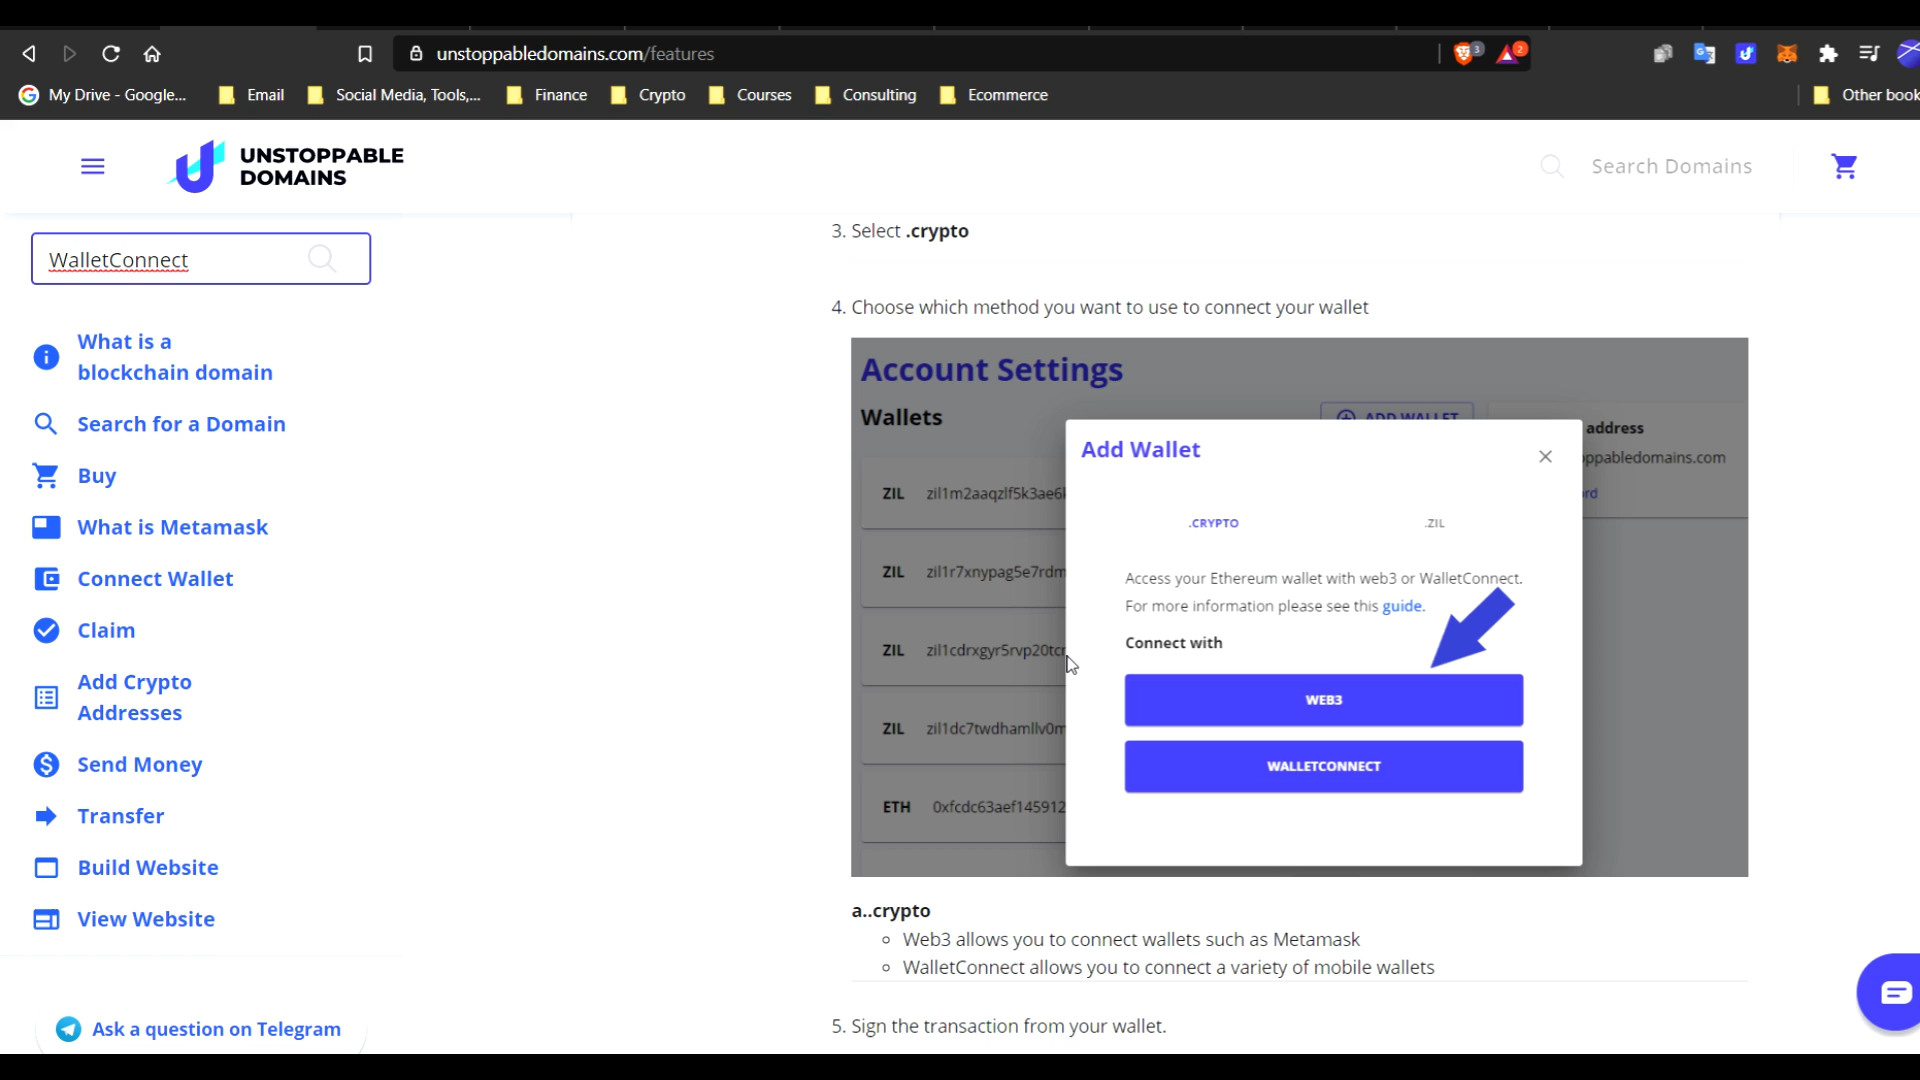 unstoppabledomains.com/features
3
2
My Drive - Google...
Email
Social Media, Tools,...
Finance
Crypto
Courses
Consulting
Ecommerce
Other book
UNSTOPPABLE
DOMAINS
Search Domains
WalletConnect
What is a
blockchain domain
Search for a Domain
Buy
What is Metamask
Connect Wallet
Claim
Add Crypto
Addresses
Send Money
Transfer
Build Website
View Website
Ask a question on Telegram
3. Select .crypto
4. Choose which method you want to use to connect your wallet
Account Settings
Wallets
ADD WALLET
address
ppabledomains.com
rd
ZIL zil1m2aaqzlf5k3ae6
ZIL zil1r7xnypag5e7rdm
ZIL zil1cdrxgyr5rvp20tcr
ZIL zil1dc7twdhamllv0m
ETH 0xfcdc63aef145912
Add Wallet
.CRYPTO
.ZIL
Access your Ethereum wallet with web3 or WalletConnect.
For more information please see this guide.
Connect with
WEB3
WALLETCONNECT
a..crypto
Web3 allows you to connect wallets such as Metamask
WalletConnect allows you to connect a variety of mobile wallets
5. Sign the transaction from your wallet.